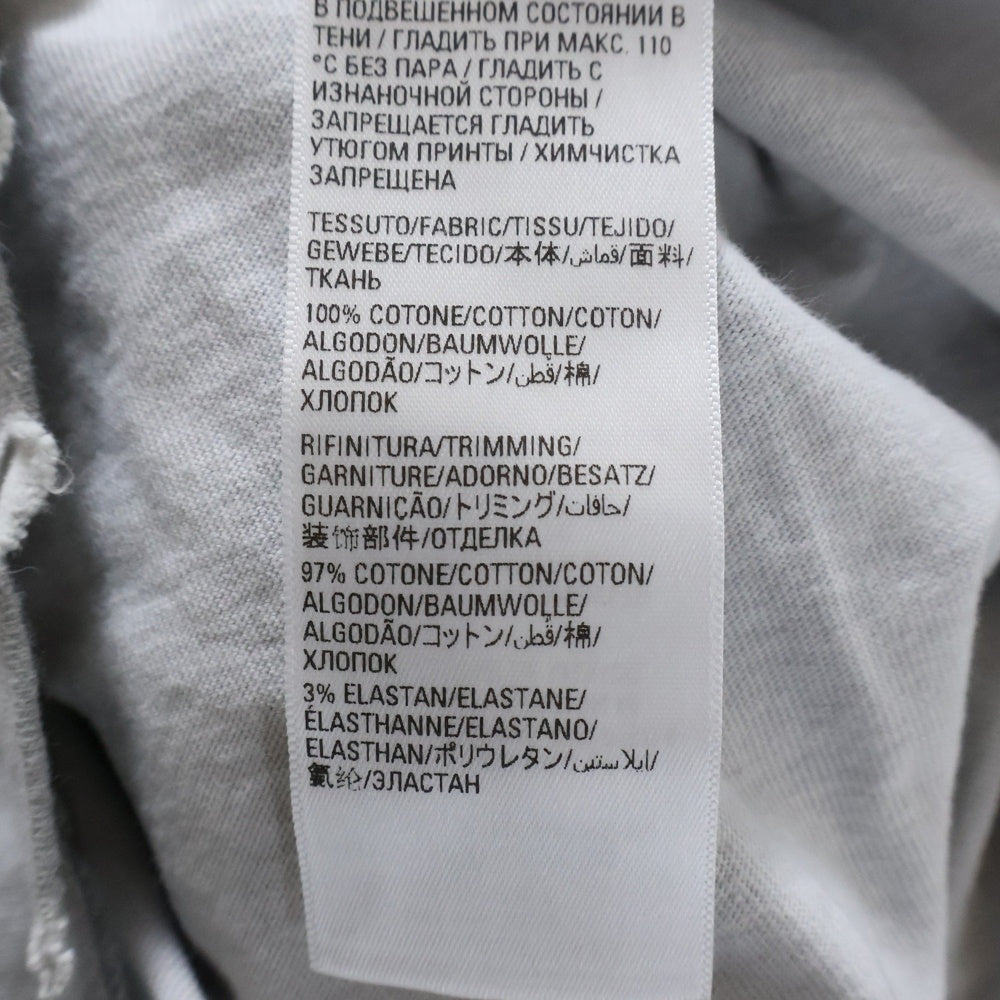 В ПОДВЕШЕННОМ СОСТОЯНИИ В
ТЕНИ / ГЛАДИТЬ ПРИ МАКС. 110
°C БЕЗ ПАРА / ГЛАДИТЬ С
ИЗНАНОЧНОЙ СТОРОНЫ /
ЗАПРЕЩАЕТСЯ ГЛАДИТЬ
УТЮГОМ ПРИНТЫ / ХИМЧИСТКА
ЗАПРЕЩЕНА
TESSUTO/FABRIC/TISSU/TEJIDO/
GEWEBE/TECIDO/本体/قماش/面料/
ТКАНЬ
100% COTONE/COTTON/COTON/
ALGODON/BAUMWOLLE/
ALGODÃO/コットン/قطن/棉/
ХЛОПОК
RIFINITURA/TRIMMING/
GARNITURE/ADORNO/BESATZ/
GUARNIÇÃO/トリミング/حافات/
装饰部件/ОТДЕЛКА
97% COTONE/COTTON/COTON/
ALGODON/BAUMWOLLE/
ALGODÃO/コットン/قطن/棉/
ХЛОПОК
3% ELASTAN/ELASTANE/
ÉLASTHANNE/ELASTANO/
ELASTHAN/ポリウレタン/ايلاستين/
氨纶/ЭЛАСТАН